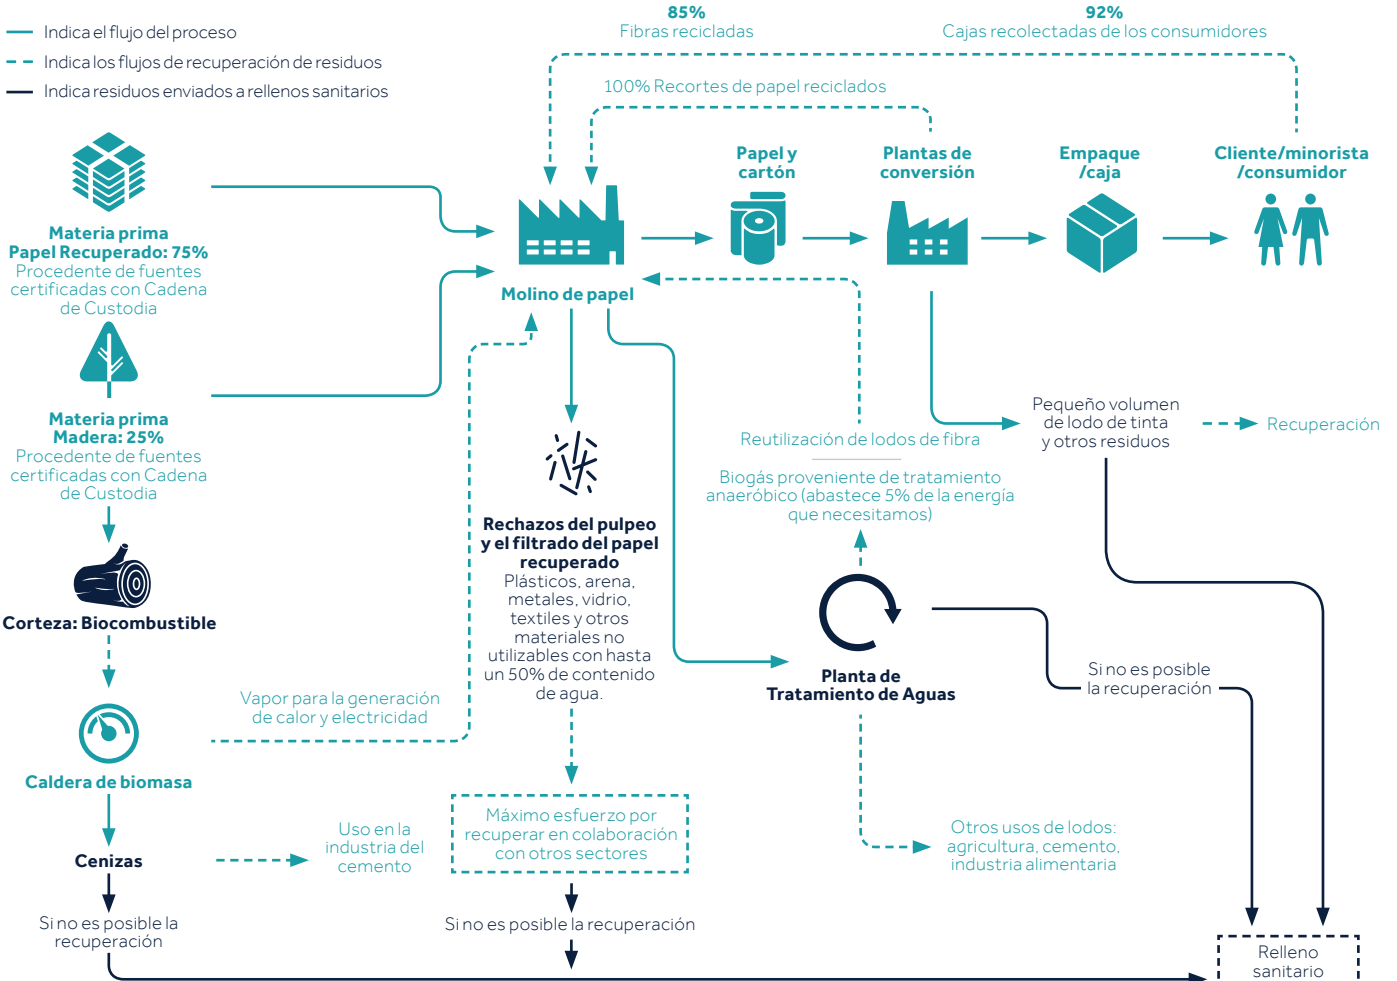 Indica el flujo del proceso
Indica los flujos de recuperación de residuos
Indica residuos enviados a rellenos sanitarios
85%
Fibras recicladas
92%
Cajas recolectadas de los consumidores
100% Recortes de papel reciclados
Materia prima
Papel Recuperado: 75%
Procedente de fuentes
certificadas con Cadena
de Custodia
Molino de papel
Papel y
cartón
Plantas de
conversión
Empaque
/caja
Cliente/minorista
/consumidor
Materia prima
Madera: 25%
Procedente de fuentes
certificadas con Cadena
de Custodia
Corteza: Biocombustible
Caldera de biomasa
Vapor para la generación
de calor y electricidad
Cenizas
Uso en la
industria del
cemento
Si no es posible la
recuperación
Rechazos del pulpeo
y el filtrado del papel
recuperado
Plásticos, arena,
metales, vidrio,
textiles y otros
materiales no
utilizables con hasta
un 50% de contenido
de agua.
Máximo esfuerzo por
recuperar en colaboración
con otros sectores
Si no es posible la recuperación
Reutilización de lodos de fibra
Biogás proveniente de tratamiento
anaeróbico (abastece 5% de la energía
que necesitamos)
Planta de
Tratamiento de Aguas
Otros usos de lodos:
agricultura, cemento,
industria alimentaria
Pequeño volumen
de lodo de tinta
y otros residuos
Recuperación
Si no es posible
la recuperación
Relleno
sanitario